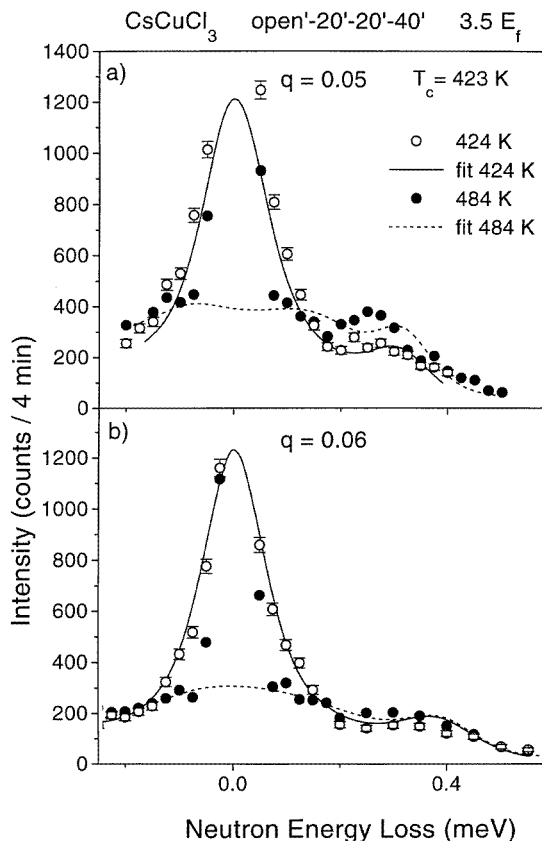 CsCuCl₃ open'-20'-20'-40' 3.5 E_f
a)
q = 0.05
T_c = 423 K
424 K
fit 424 K
484 K
fit 484 K
1400
1200
1000
800
600
400
200
0
b)
q = 0.06
1200
1000
800
600
400
200
0
0.0 0.4
Intensity (counts / 4 min)
Neutron Energy Loss (meV)